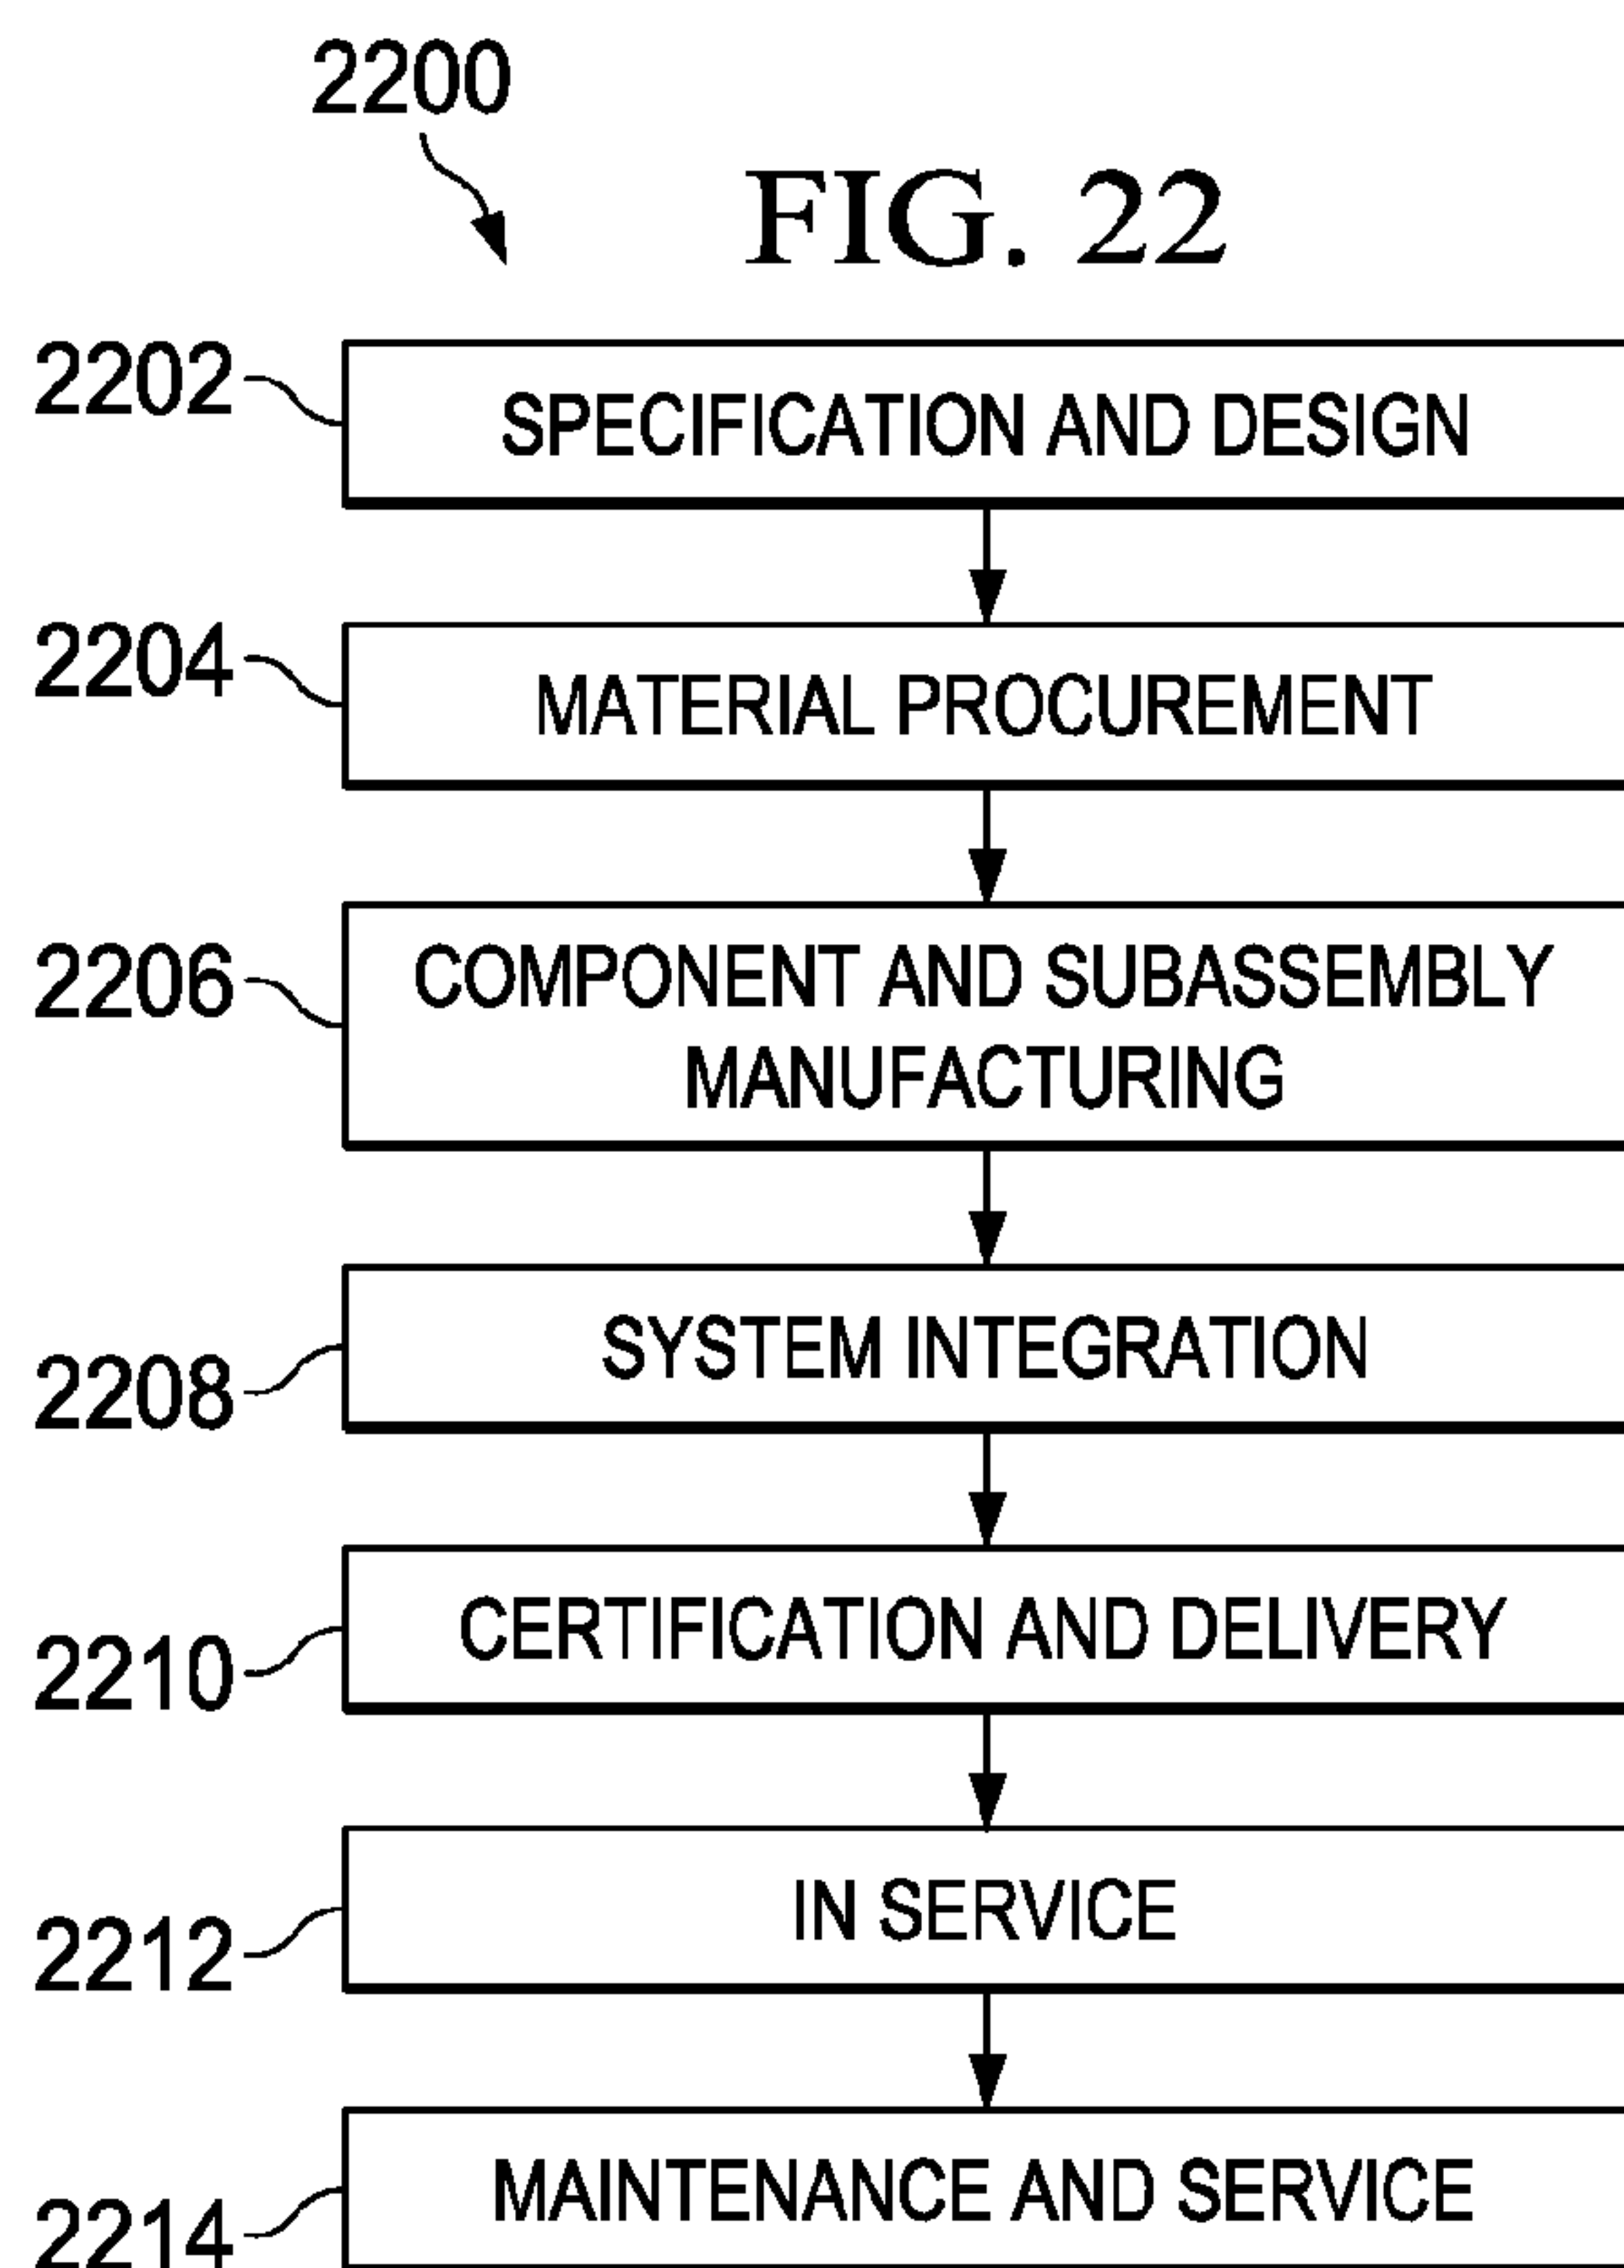 2200
FIG. 22
2202
SPECIFICATION AND DESIGN
2204
MATERIAL PROCUREMENT
2206
COMPONENT AND SUBASSEMBLY
MANUFACTURING
2208
SYSTEM INTEGRATION
2210
CERTIFICATION AND DELIVERY
2212
IN SERVICE
2214
MAINTENANCE AND SERVICE